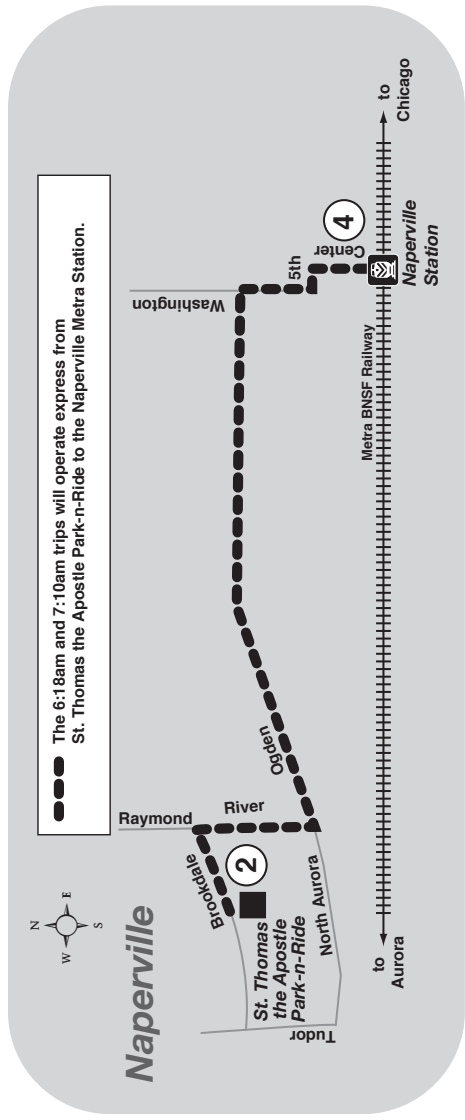 The 6:18am and 7:10am trips will operate express from
St. Thomas the Apostle Park-n-Ride to the Naperville Metra Station.
N
W
E
S
Naperville
Raymond
River
Brookdale
2
St. Thomas
the Apostle
Park-n-Ride
North Aurora
Tudor
Ogden
Washington
5th
Center
4
Metra BNSF Railway
Naperville
Station
to
Aurora
to
Chicago